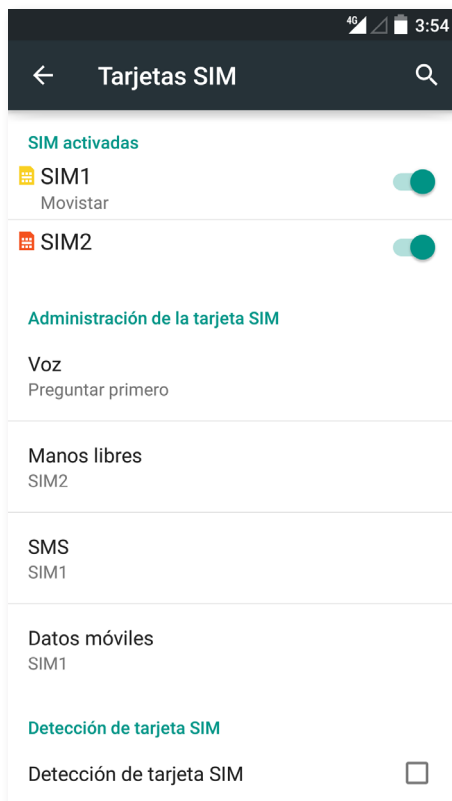 4G 3:54
Tarjetas SIM
SIM activadas
SIM1
Movistar
SIM2
Administración de la tarjeta SIM
Voz
Preguntar primero
Manos libres
SIM2
SMS
SIM1
Datos móviles
SIM1
Detección de tarjeta SIM
Detección de tarjeta SIM